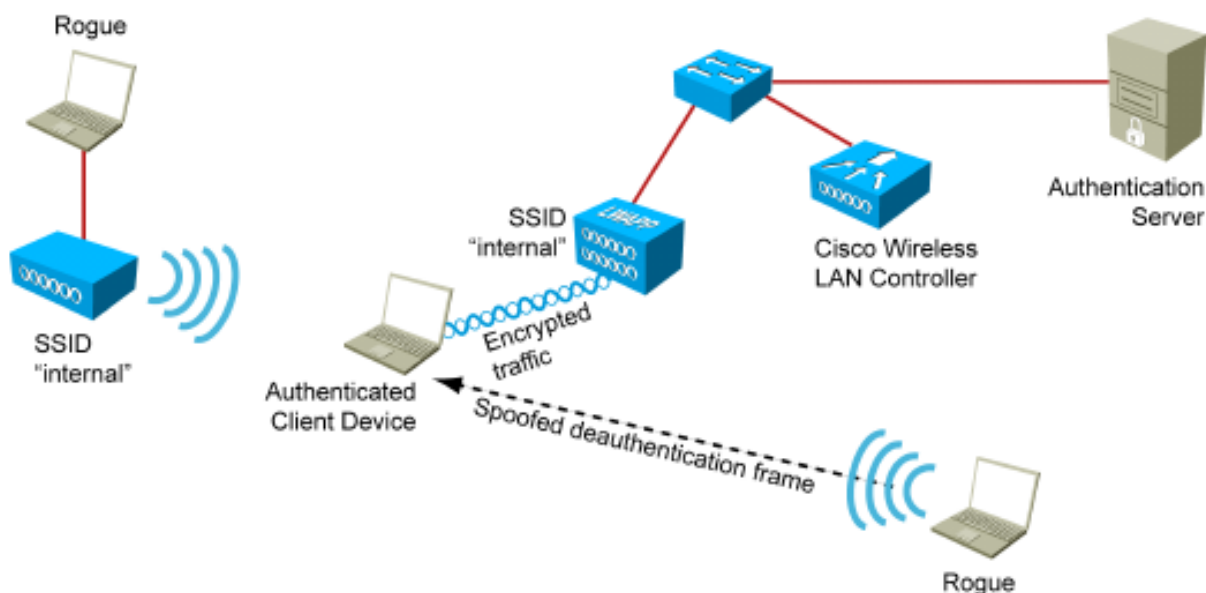 Rogue
SSID
“internal”
SSID
“internal”
LWAPP
Cisco Wireless
LAN Controller
Authentication
Server
Encrypted
traffic
Authenticated
Client Device
Spoofed deauthentication frame
Rogue